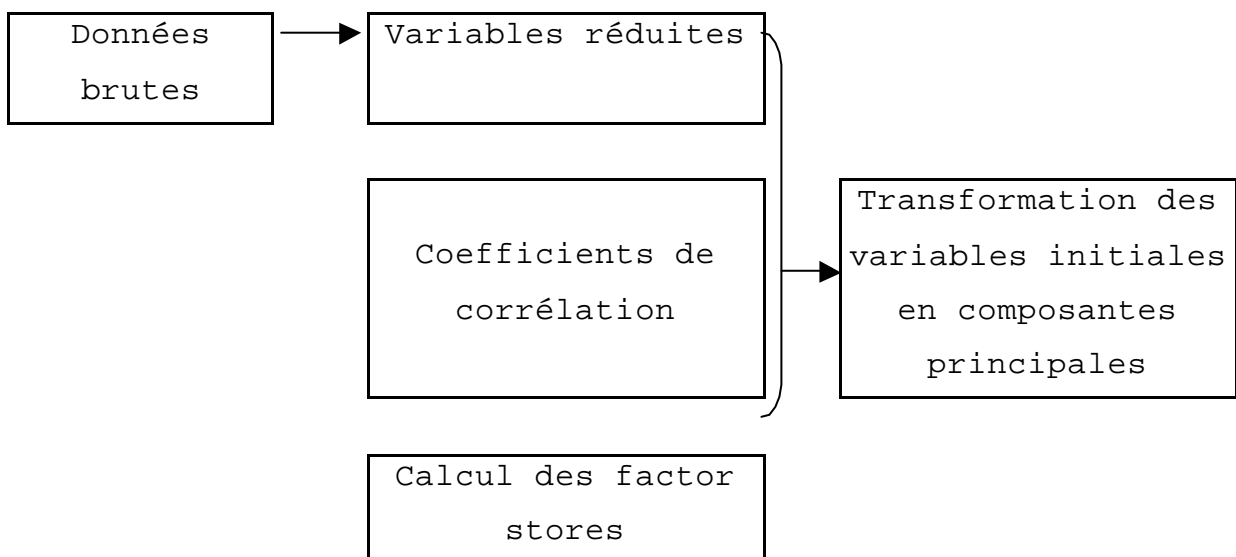 Données
brutes
Variables réduites
Coefficients de
corrélation
Transformation des
variables initiales
en composantes
principales
Calcul des factor
stores